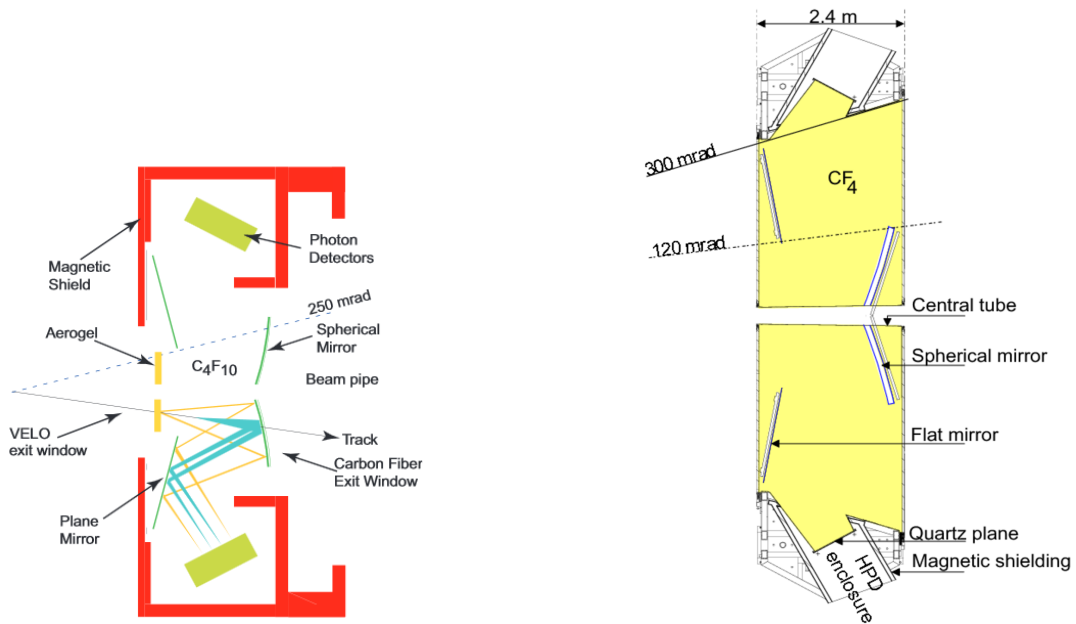 Magnetic
Shield
Aerogel
VELO
exit window
Plane
Mirror
Photon
Detectors
250 mrad
Spherical
Mirror
C4F10
Beam pipe
Track
Carbon Fiber
Exit Window
2.4 m
300 mrad
CF4
120 mrad
Central tube
Spherical mirror
Flat mirror
Quartz plane
Magnetic shielding
HPD
enclosure